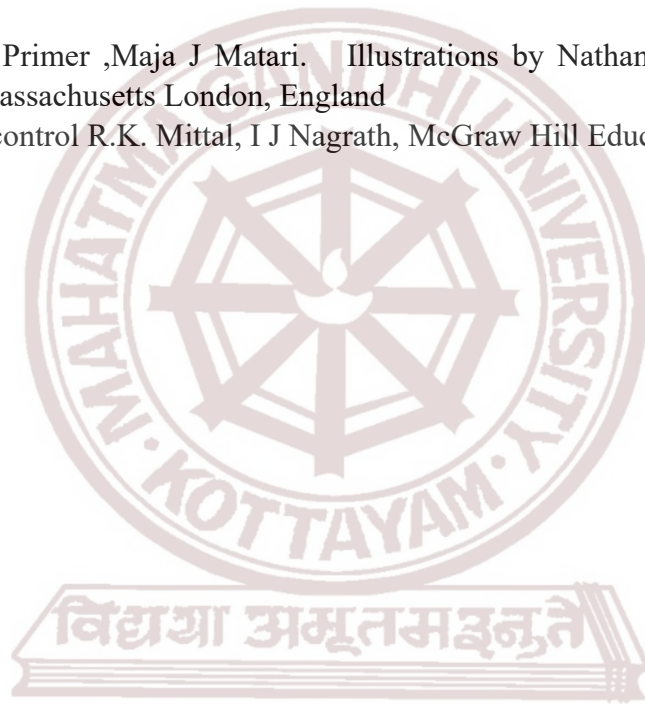 Primer ,Maja J Matari. Illustrations by Nathan
assachusetts London, England
control R.K. Mittal, I J Nagrath, McGraw Hill Educ
MAHATMA GANDHI UNIVERSITY
• KOTTAYAM •
विद्यया अमृतमश्नुते